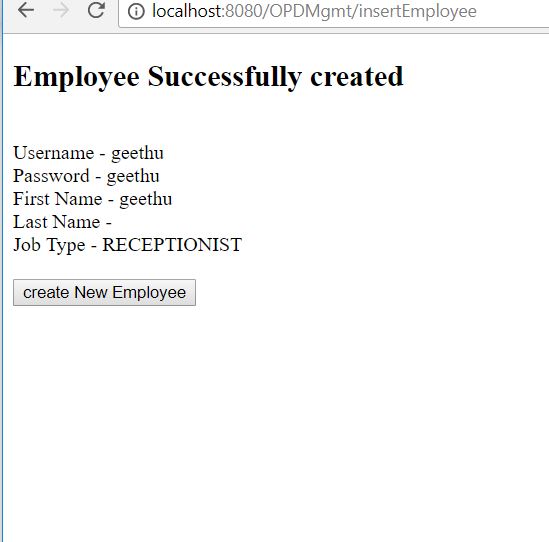 localhost:8080/OPDMgmt/insertEmployee
Employee Successfully created
Username - geethu
Password - geethu
First Name - geethu
Last Name -
Job Type - RECEPTIONIST
create New Employee